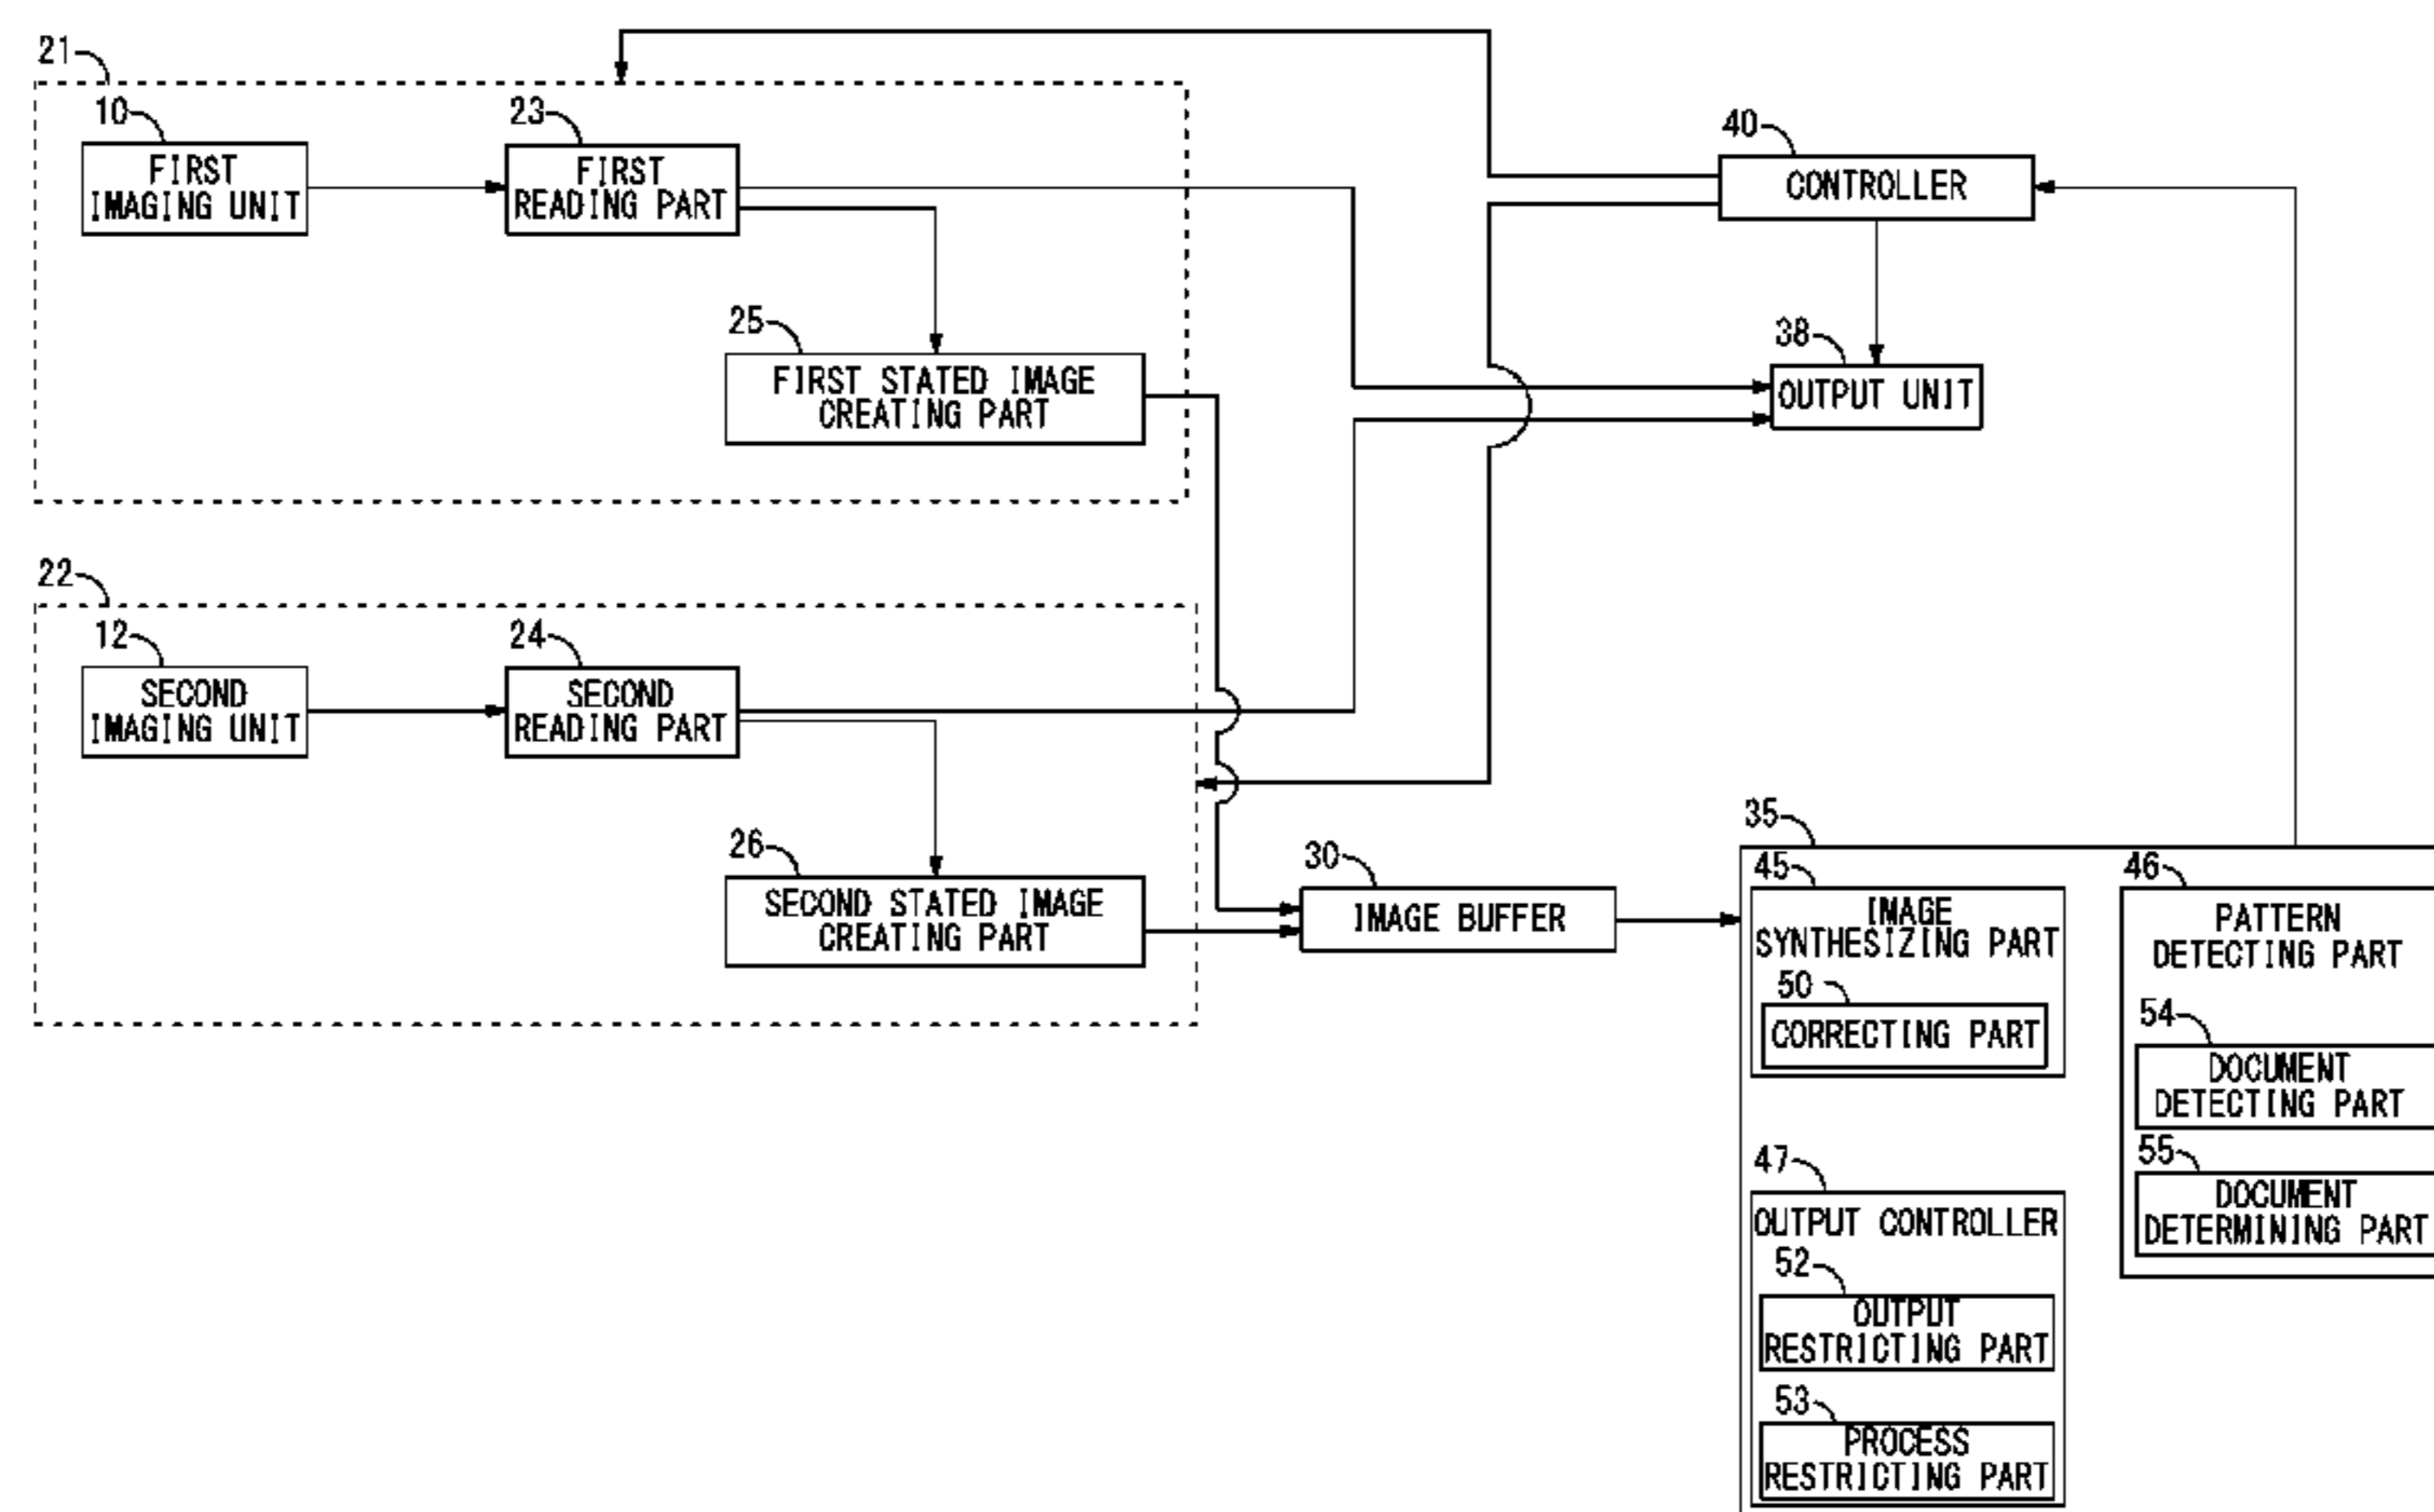 21
10
FIRST
IMAGING UNIT
23
FIRST
READING PART
25
FIRST STATED IMAGE
CREATING PART
40
CONTROLLER
38
OUTPUT UNIT
22
12
SECOND
IMAGING UNIT
24
SECOND
READING PART
26
SECOND STATED IMAGE
CREATING PART
30
IMAGE BUFFER
35
45
IMAGE
SYNTHESIZING PART
50
CORRECTING PART
46
PATTERN
DETECTING PART
54
DOCUMENT
DETECTING PART
55
DOCUMENT
DETERMINING PART
47
OUTPUT CONTROLLER
52
OUTPUT
RESTRICTING PART
53
PROCESS
RESTRICTING PART